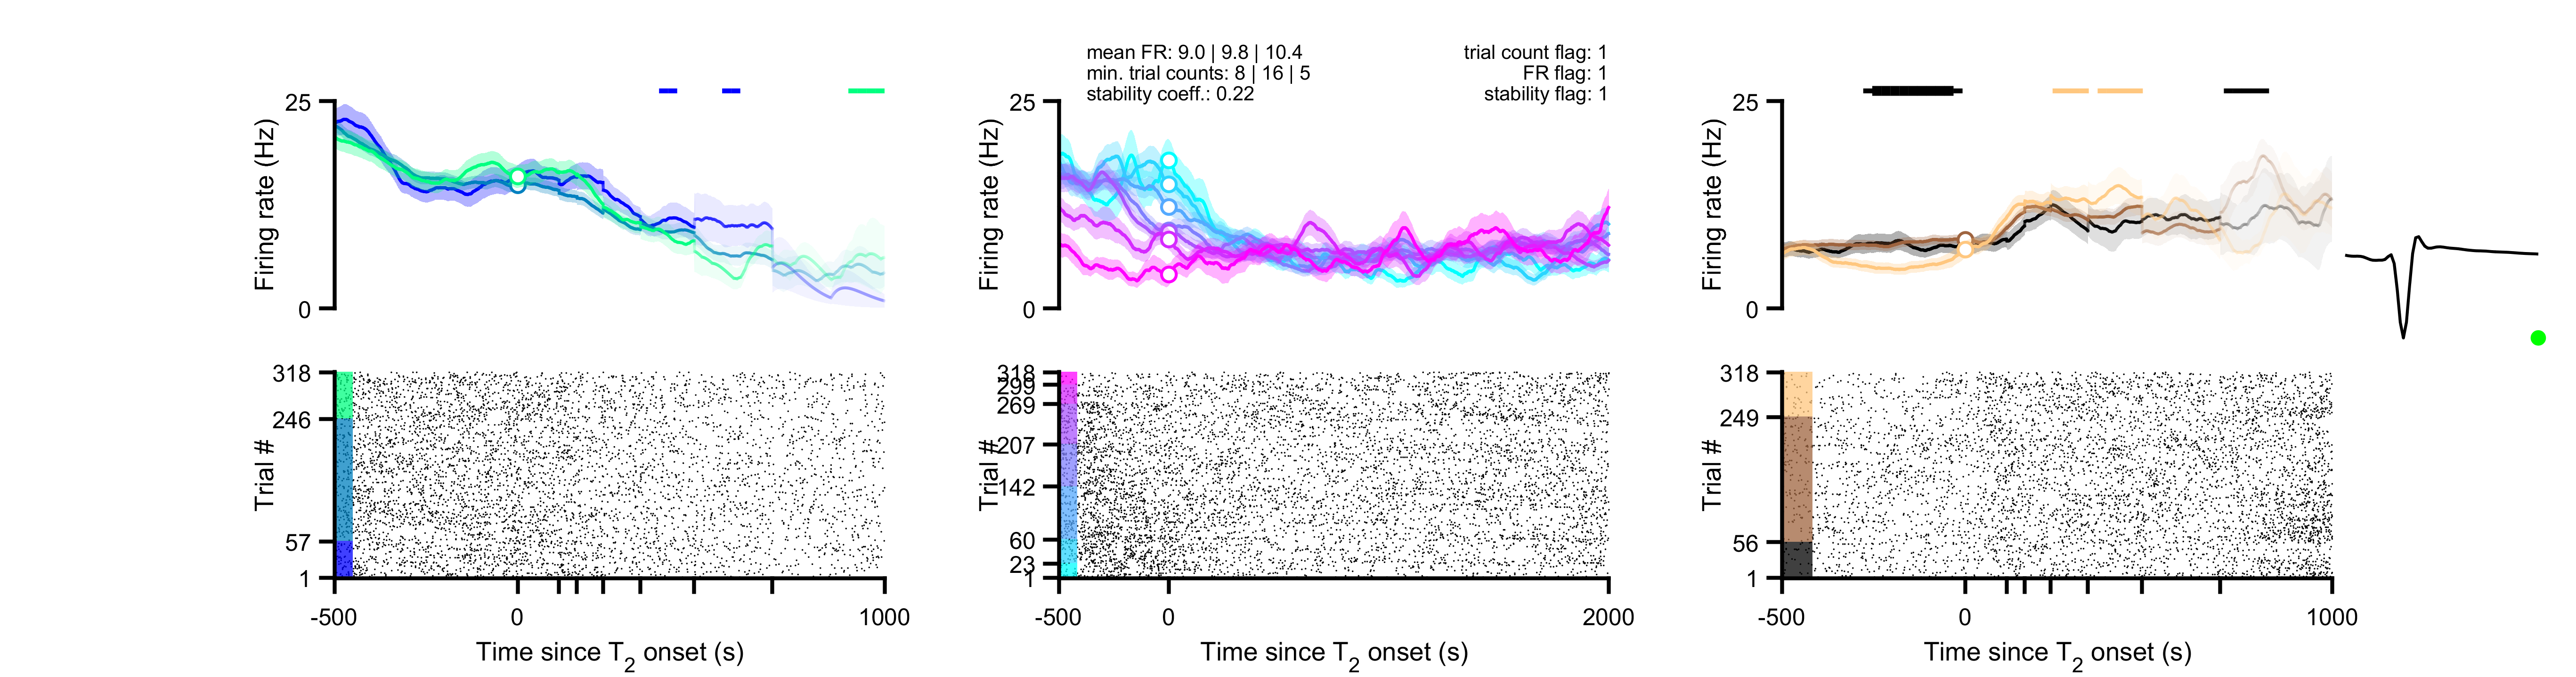 25
0
Firing rate (Hz)
318
246
57
1
Trial #
-500
0
1000
Time since T2 onset (s)
mean FR: 9.0 | 9.8 | 10.4
min. trial counts: 8 | 16 | 5
stability coeff.: 0.22
trial count flag: 1
FR flag: 1
stability flag: 1
25
0
Firing rate (Hz)
318
299
269
207
142
60
23
1
Trial #
-500
0
2000
Time since T2 onset (s)
25
0
Firing rate (Hz)
318
249
56
1
Trial #
-500
0
1000
Time since T2 onset (s)